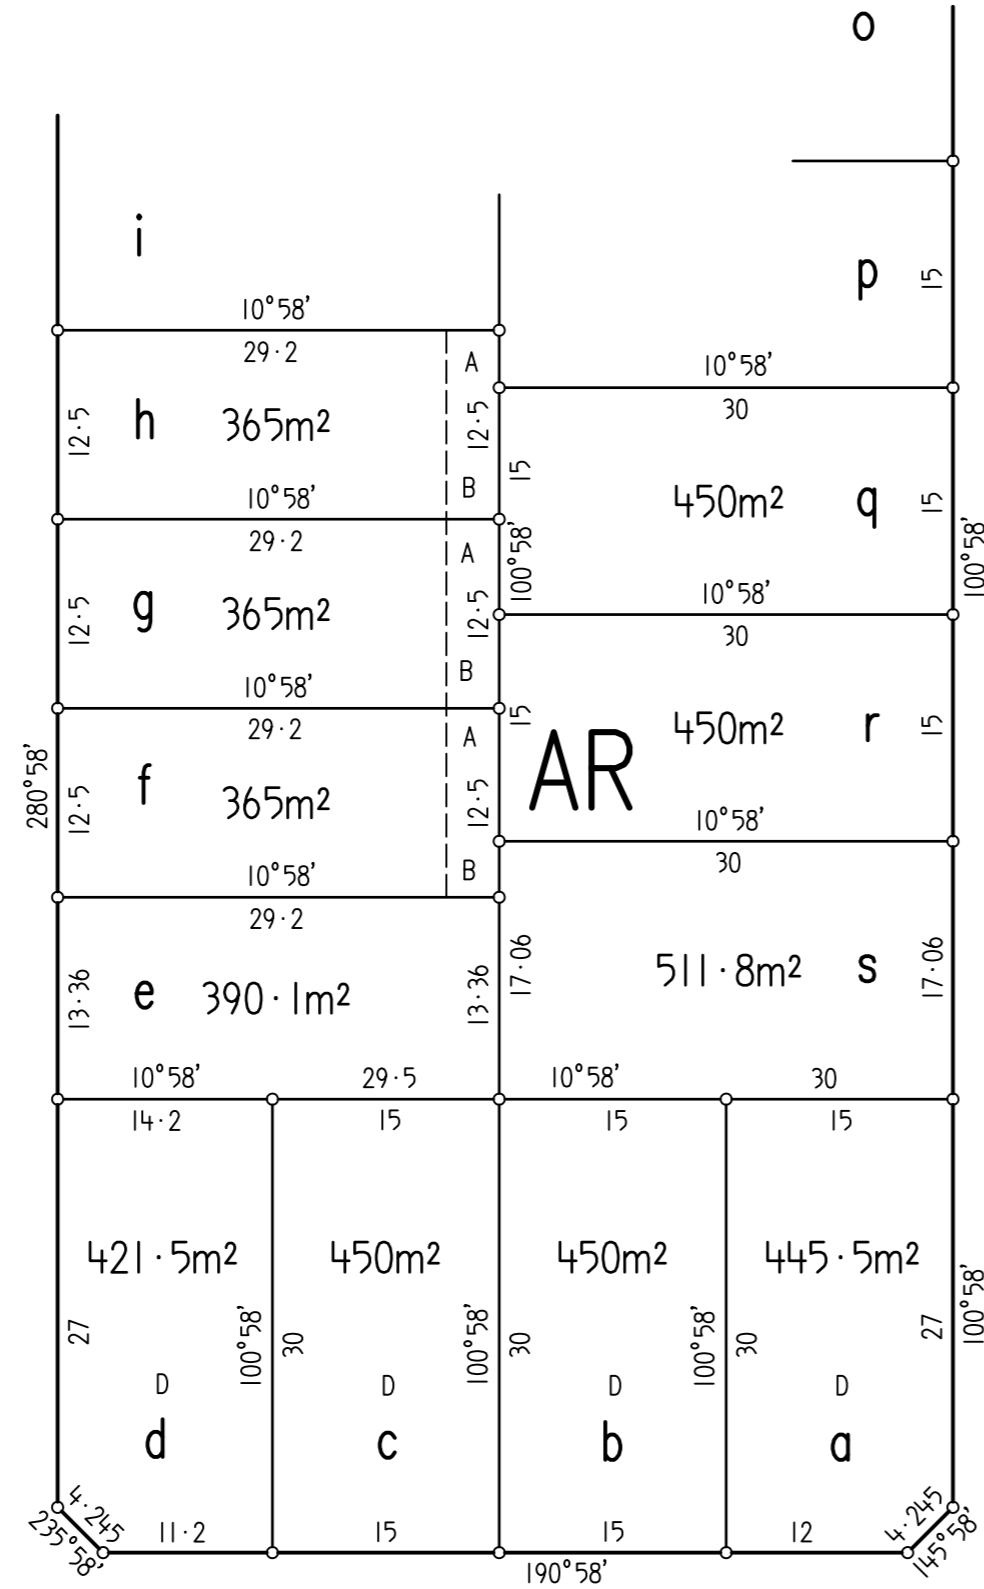 o
i
p
15
10°58'
29·2
A
10°58'
30
12·5
h
365m²
12·5
15
B
450m²
q
15
10°58'
29·2
A
100°58'
100°58'
10°58'
30
12·5
g
365m²
12·5
B
10°58'
29·2
A
15
450m²
r
15
AR
280°58'
12·5
f
365m²
12·5
B
10°58'
30
10°58'
29·2
13·36
e
390·1m²
13·36
17·06
511·8m²
s
17·06
10°58'
29·5
10°58'
30
14·2
15
15
15
421·5m²
450m²
450m²
445·5m²
27
100°58'
30
100°58'
30
100°58'
30
27
100°58'
D
D
D
D
d
c
b
a
4·245
235°58'
11·2
15
15
12
4·245
145°58'
190°58'